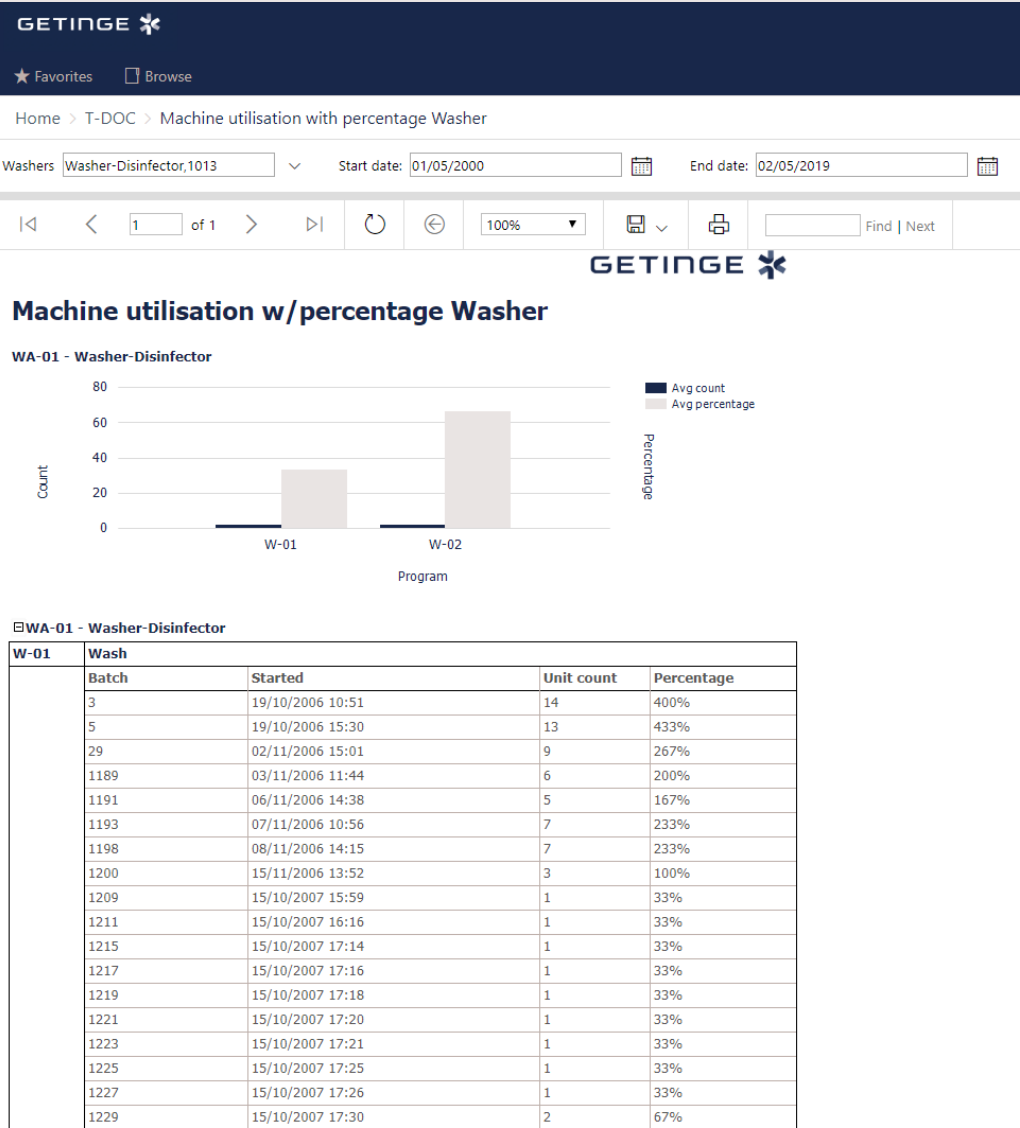 GETINGE
Favorites Browse
Home > T-DOC > Machine utilisation with percentage Washer
Washers Washer-Disinfector,1013 Start date: 01/05/2000 End date: 02/05/2019
1 of 1 100% Find | Next
GETINGE
Machine utilisation w/percentage Washer
WA-01 - Washer-Disinfector
80
60
40
20
0
Count
W-01 W-02
Program
Avg count
Avg percentage
Percentage
WA-01 - Washer-Disinfector
W-01 Wash
Batch Started Unit count Percentage
3 19/10/2006 10:51 14 400%
5 19/10/2006 15:30 13 433%
29 02/11/2006 15:01 9 267%
1189 03/11/2006 11:44 6 200%
1191 06/11/2006 14:38 5 167%
1193 07/11/2006 10:56 7 233%
1198 08/11/2006 14:15 7 233%
1200 15/11/2006 13:52 3 100%
1209 15/10/2007 15:59 1 33%
1211 15/10/2007 16:16 1 33%
1215 15/10/2007 17:14 1 33%
1217 15/10/2007 17:16 1 33%
1219 15/10/2007 17:18 1 33%
1221 15/10/2007 17:20 1 33%
1223 15/10/2007 17:21 1 33%
1225 15/10/2007 17:25 1 33%
1227 15/10/2007 17:26 1 33%
1229 15/10/2007 17:30 2 67%